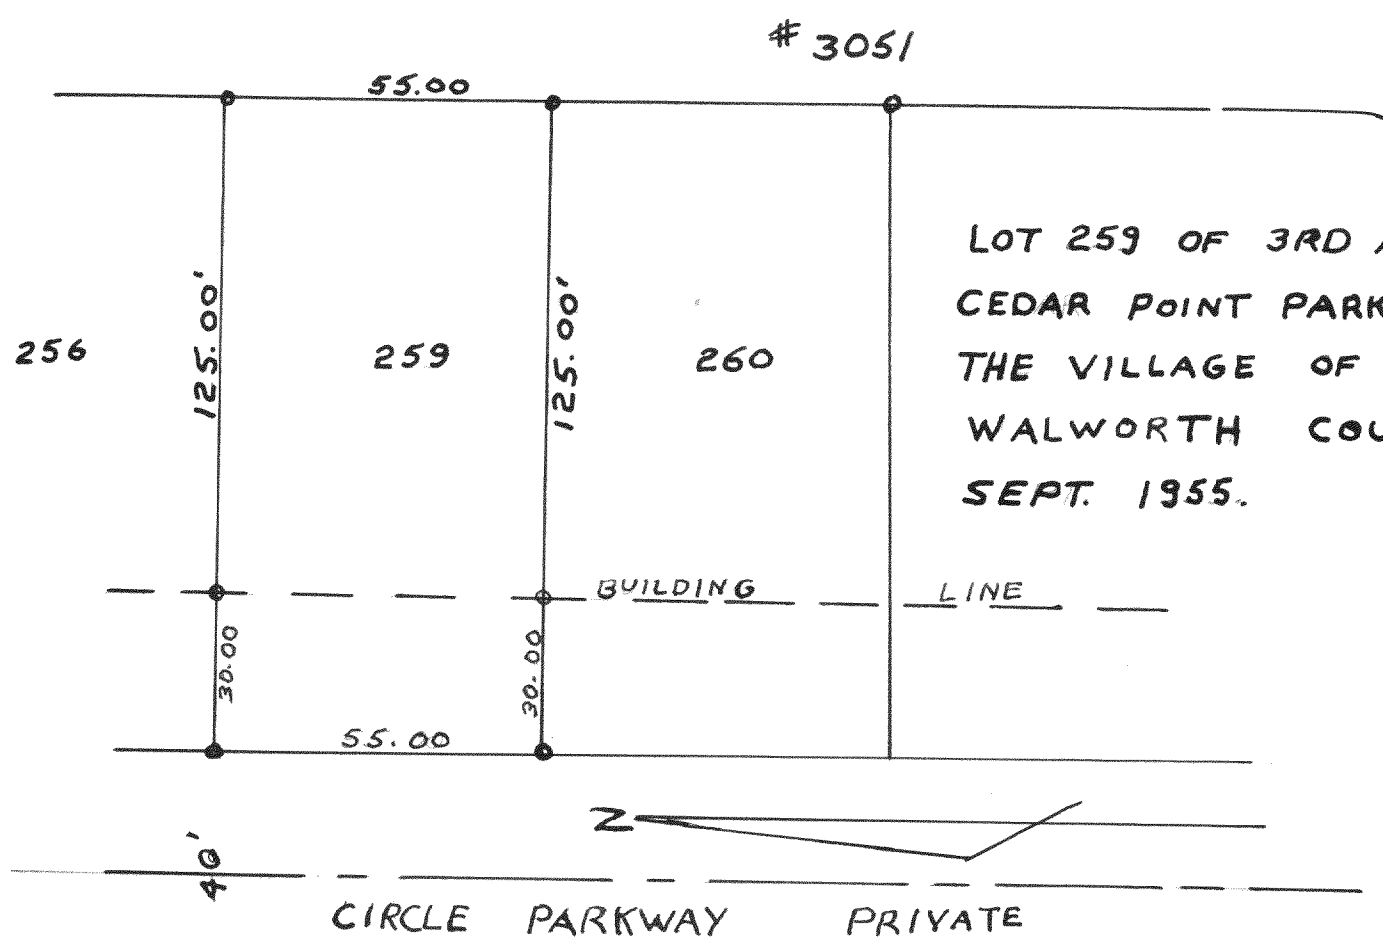 # 3051
55.00
LOT 259 OF 3RD
CEDAR POINT PARK
THE VILLAGE OF
WALWORTH COU
SEPT. 1955.
125.00'
125.00'
256
259
260
BUILDING LINE
30.00
30.00
55.00
N
40'
CIRCLE PARKWAY PRIVATE